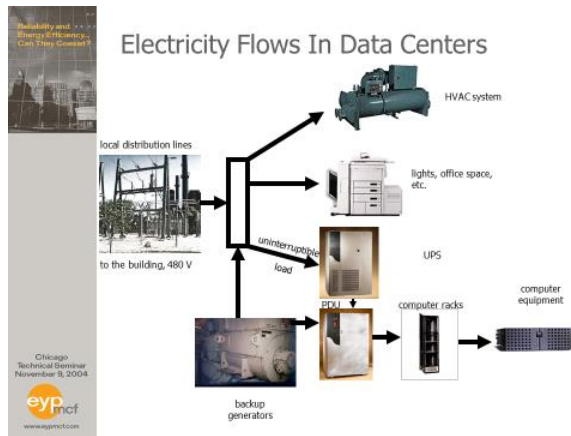 Reliability and
Energy Efficiency...
Can They Coexist?
Electricity Flows In Data Centers
HVAC system
local distribution lines
lights, office space,
etc.
uninterruptible
load
UPS
to the building, 480 V
PDU
computer racks
computer
equipment
backup
generators
Chicago
Technical Seminar
November 9, 2004
eyp
mcf
www.eypmcf.com